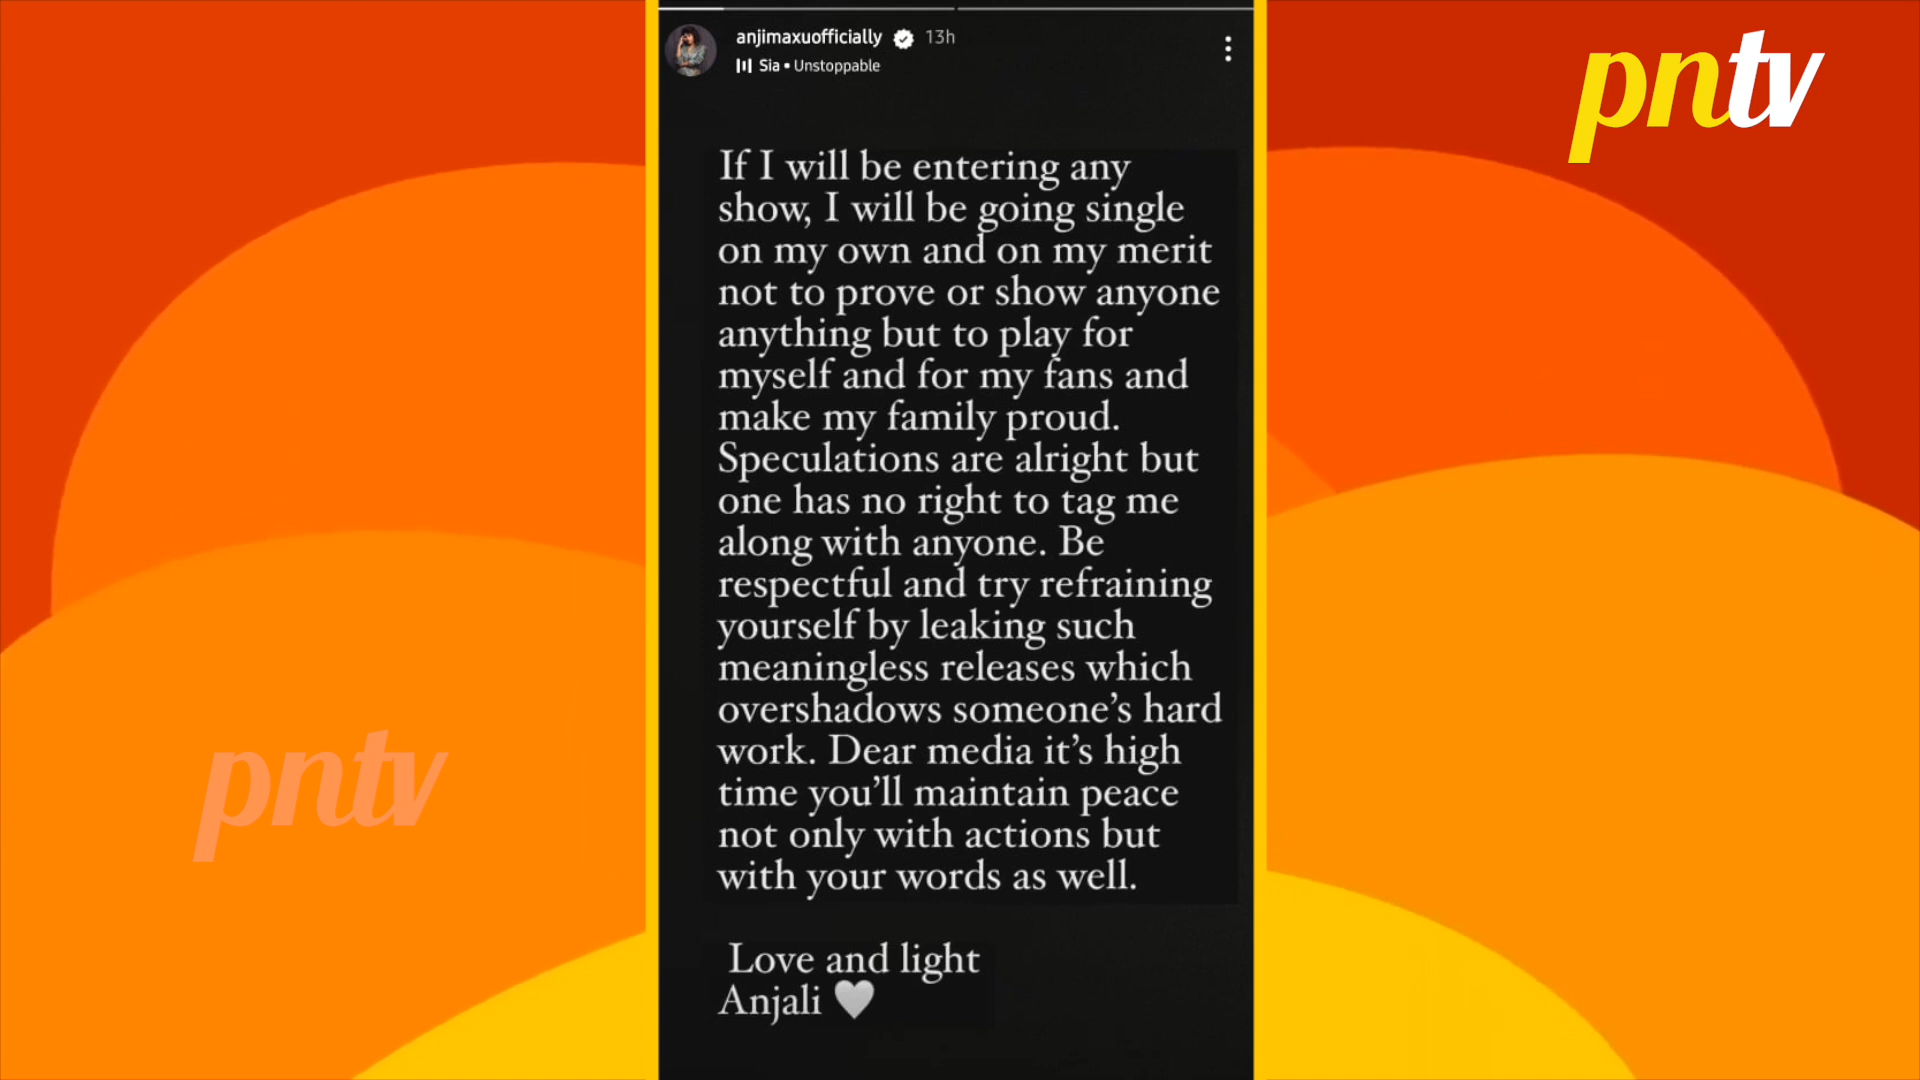 anjimaxuofficially 13h
Sia • Unstoppable
pntv
If I will be entering any
show, I will be going single
on my own and on my merit
not to prove or show anyone
anything but to play for
myself and for my fans and
make my family proud.
Speculations are alright but
one has no right to tag me
along with anyone. Be
respectful and try refraining
yourself by leaking such
meaningless releases which
overshadows someone’s hard
work. Dear media it’s high
time you’ll maintain peace
not only with actions but
with your words as well.
pntv
Love and light
Anjali 🤍